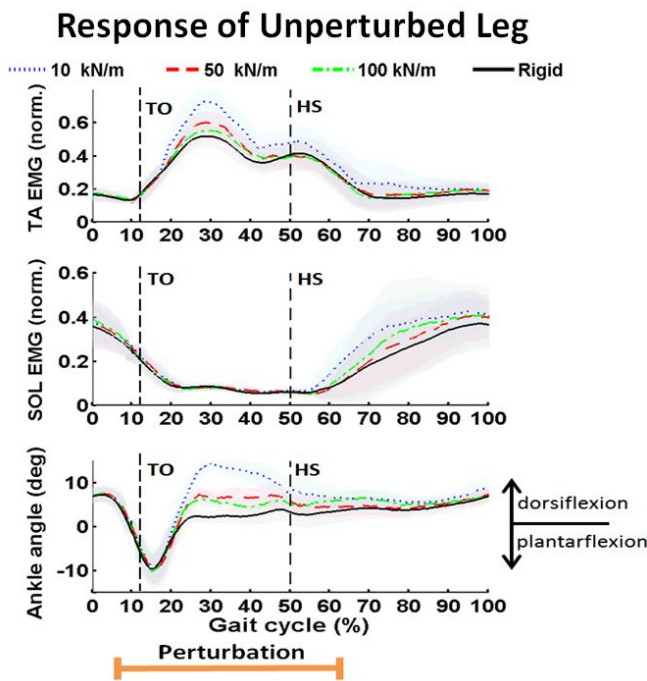 Response of Unperturbed Leg
10 kN/m 50 kN/m 100 kN/m Rigid
TA EMG (norm.)
0.6
0.4
0.2
0
TO
HS
0 10 20 30 40 50 60 70 80 90 100
SOL EMG (norm.)
0.6
0.4
0.2
0
TO
HS
0 10 20 30 40 50 60 70 80 90 100
Ankle angle (deg)
10
0
-10
TO
HS
dorsiflexion
plantarflexion
0 10 20 30 40 50 60 70 80 90 100
Gait cycle (%)
Perturbation